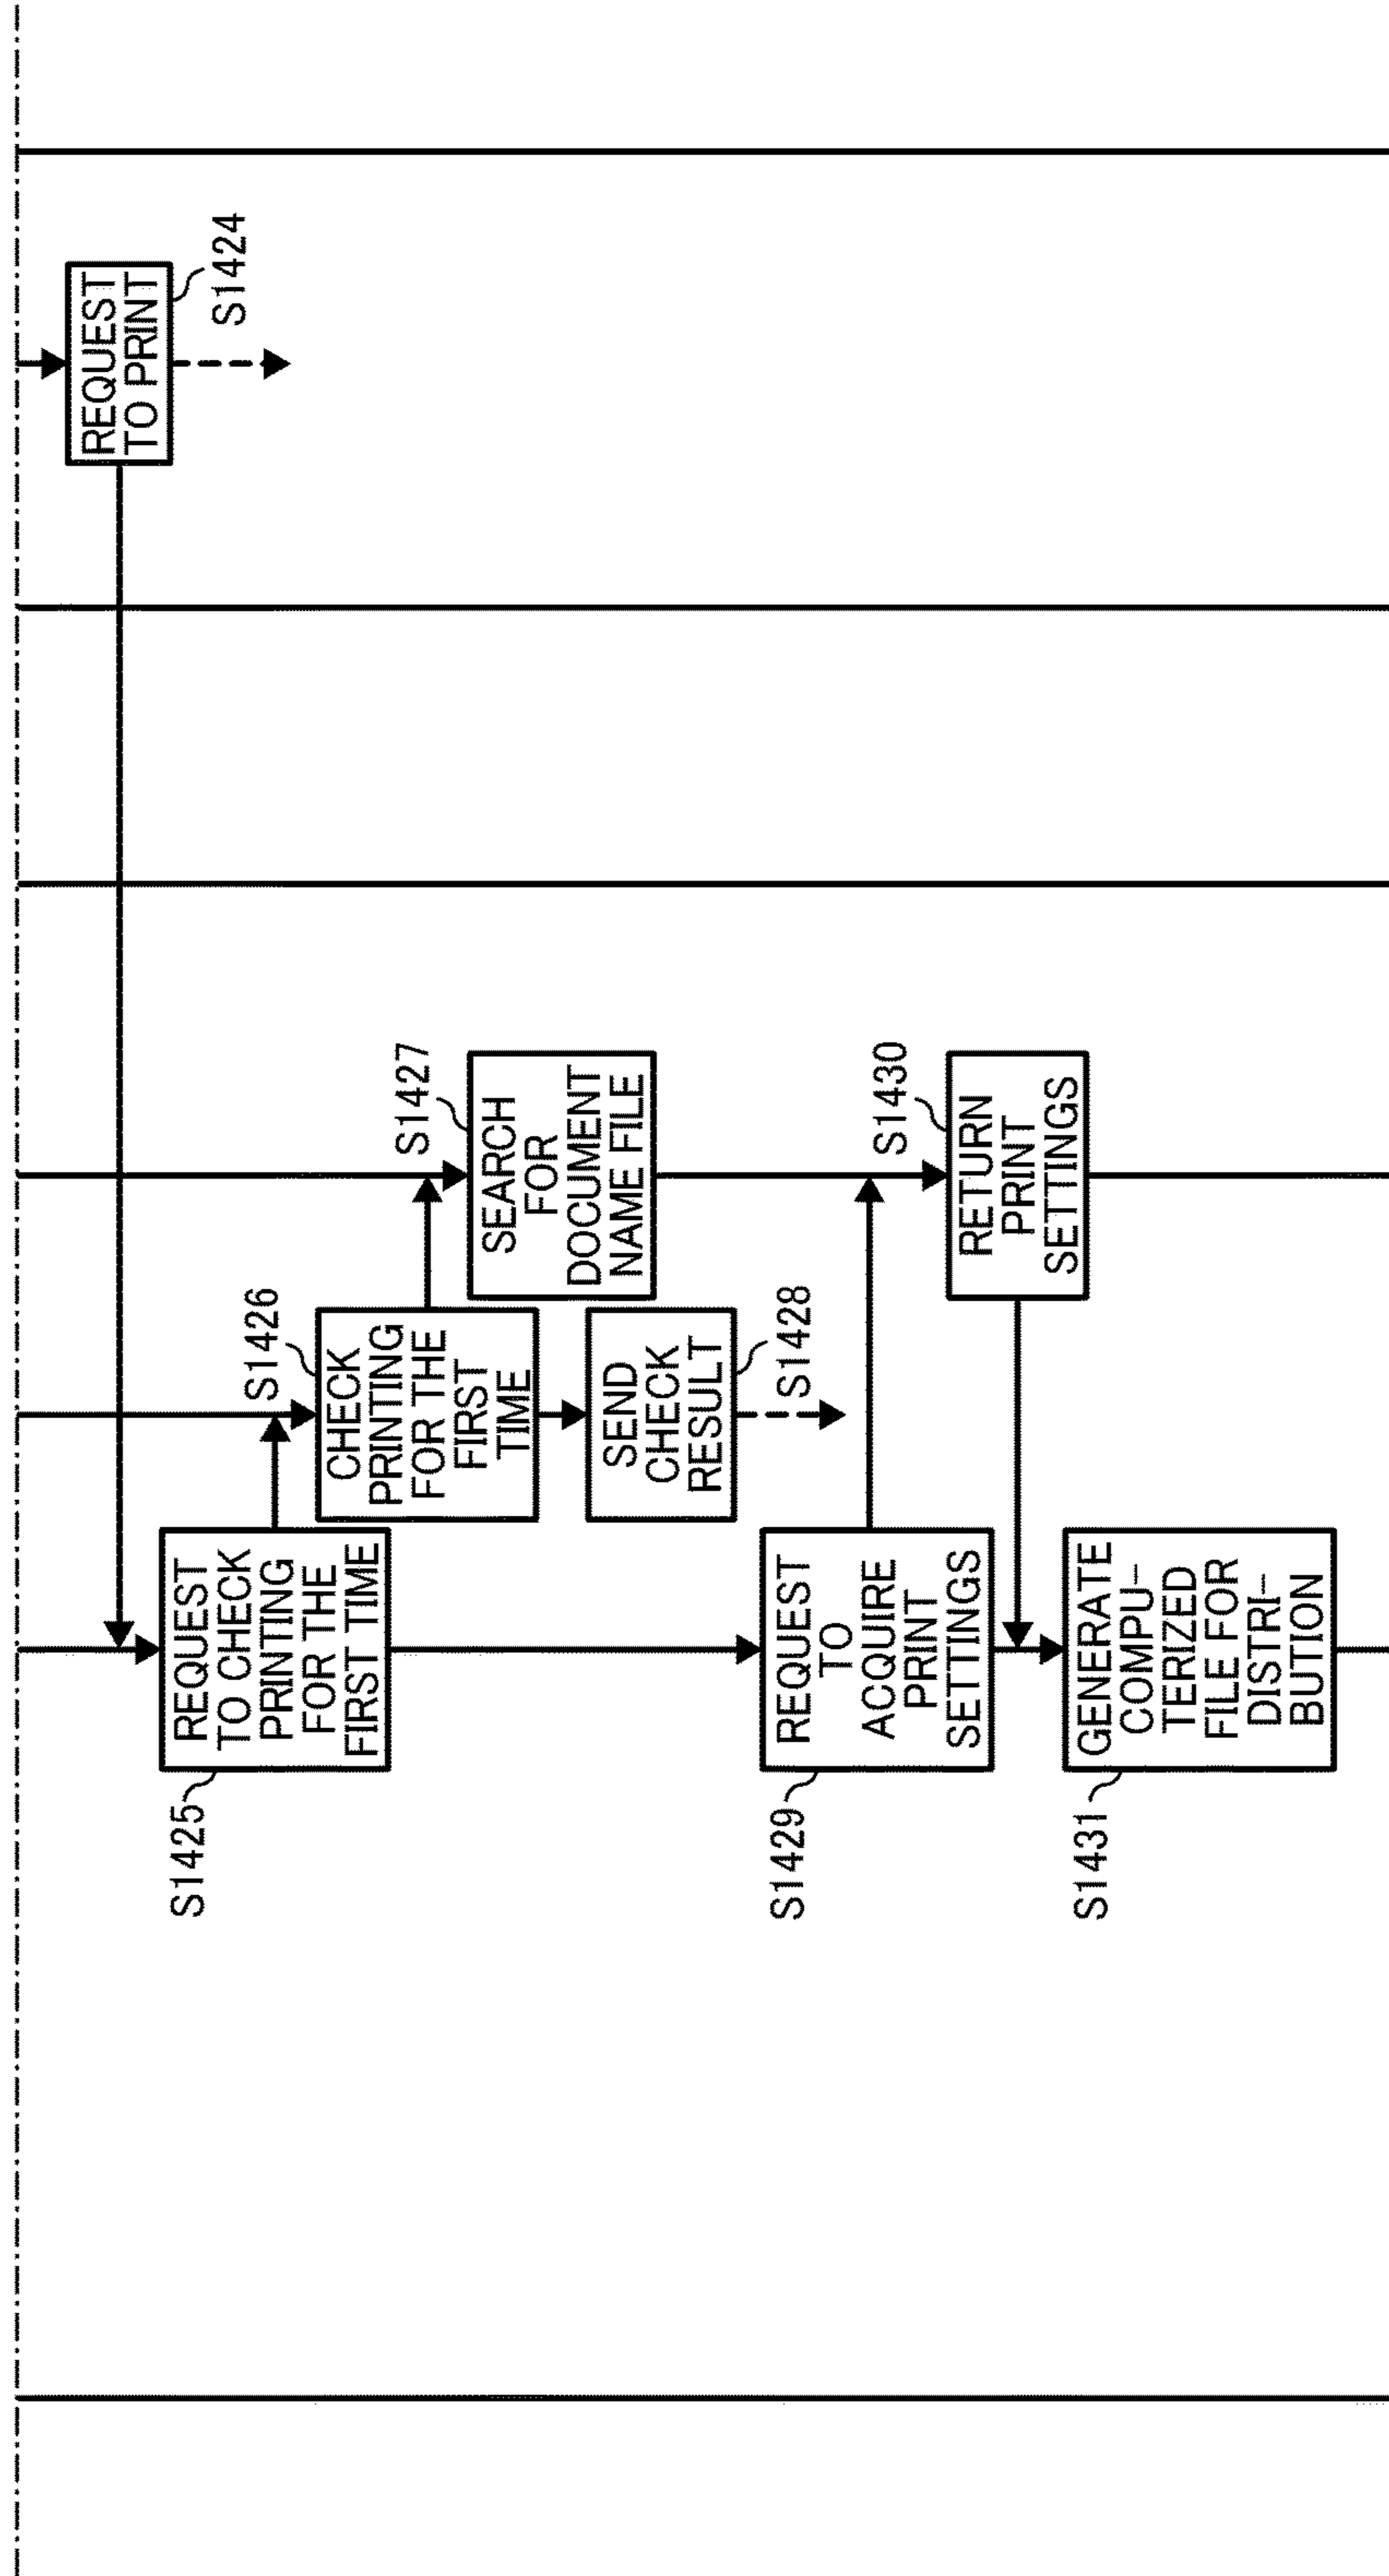 REQUEST
TO PRINT
S1424
S1425
REQUEST
TO CHECK
PRINTING
FOR THE
FIRST TIME
S1426
CHECK
PRINTING
FOR THE
FIRST
TIME
S1427
SEARCH
FOR
DOCUMENT
NAME FILE
SEND
CHECK
RESULT
S1428
S1429
REQUEST
TO
ACQUIRE
PRINT
SETTINGS
S1430
RETURN
PRINT
SETTINGS
S1431
GENERATE
COMPU-
TERIZED
FILE FOR
DISTRI-
BUTION